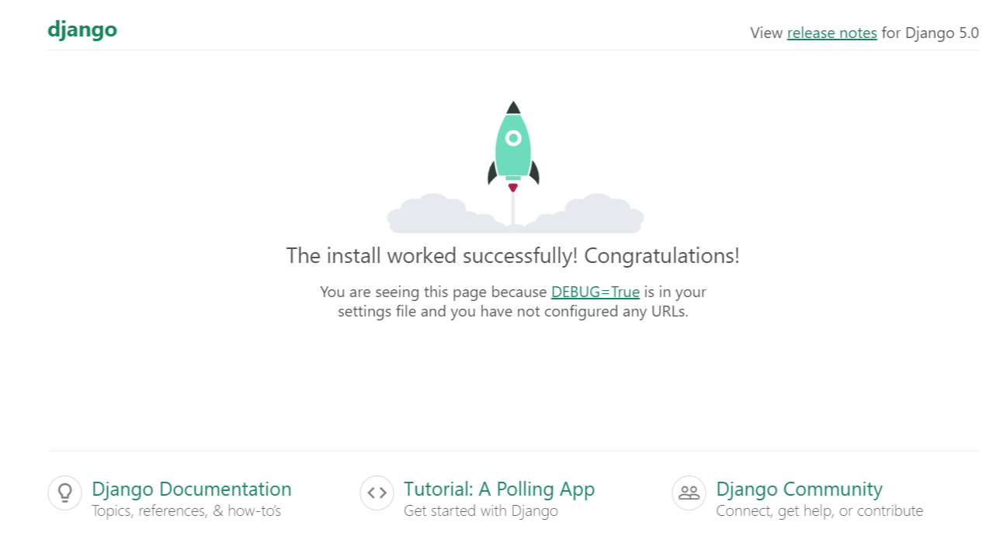 django
View release notes for Django 5.0
The install worked successfully! Congratulations!
You are seeing this page because DEBUG=True is in your
settings file and you have not configured any URLs.
Django Documentation
Topics, references, & how-to’s
Tutorial: A Polling App
Get started with Django
Django Community
Connect, get help, or contribute